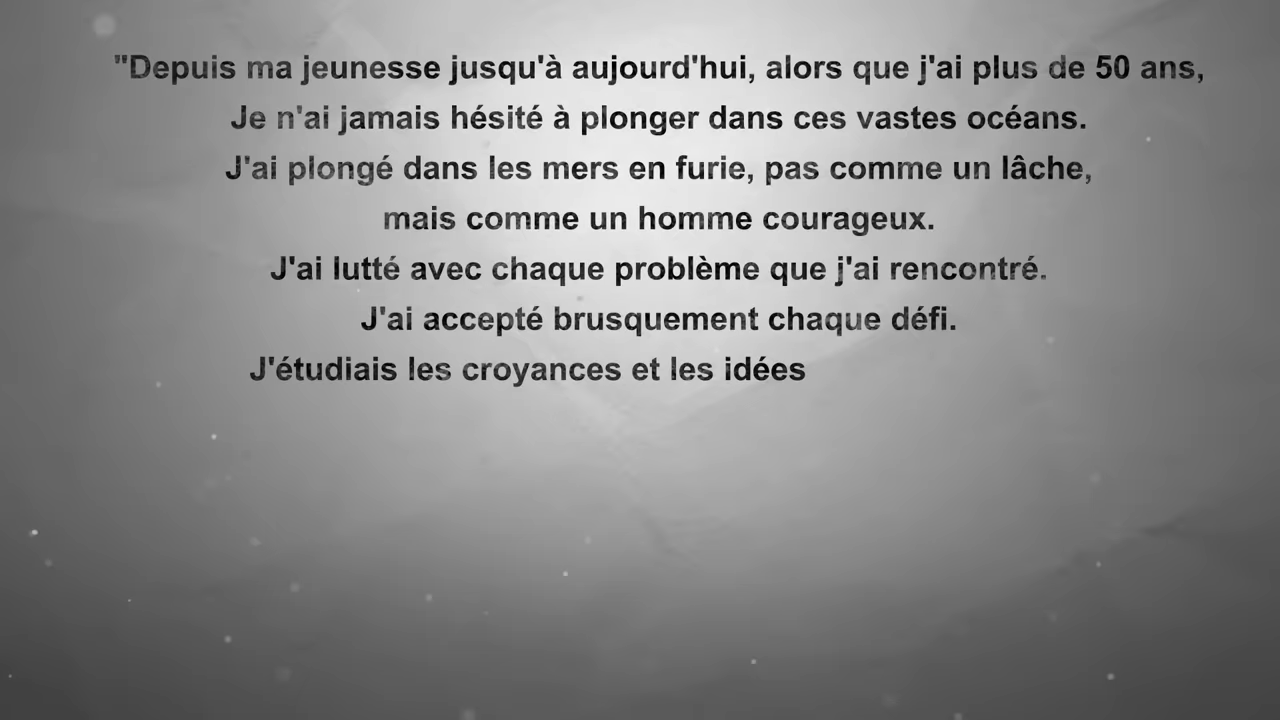 "Depuis ma jeunesse jusqu'à aujourd'hui, alors que j'ai plus de 50 ans,
Je n'ai jamais hésité à plonger dans ces vastes océans.
J'ai plongé dans les mers en furie, pas comme un lâche,
mais comme un homme courageux.
J'ai lutté avec chaque problème que j'ai rencontré.
J'ai accepté brusquement chaque défi.
J'étudiais les croyances et les idées